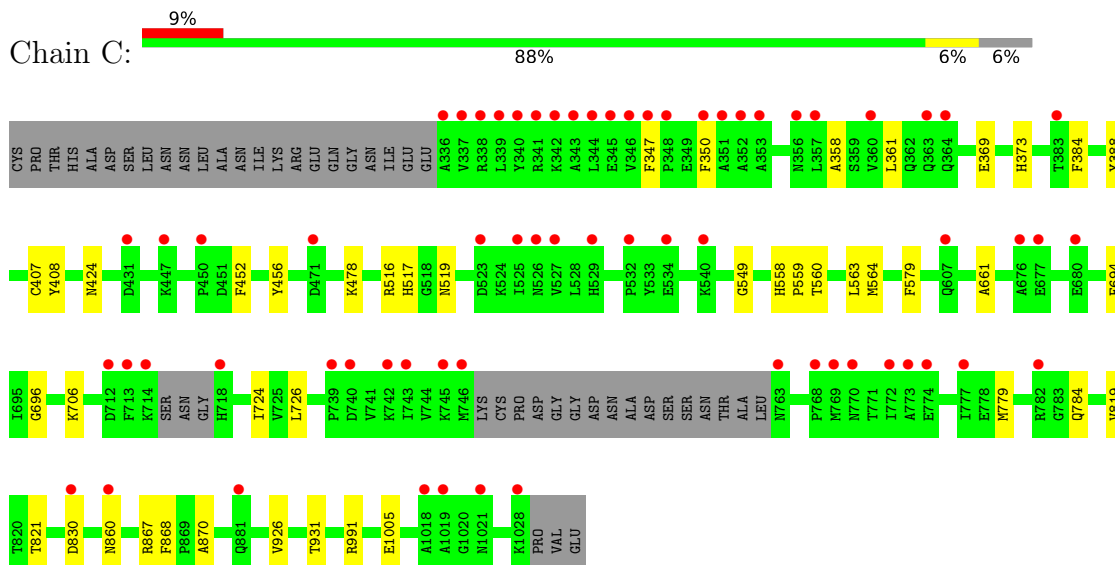 9%
Chain C:
88% 6% 6%
CYS PRO THR HIS ALA ASP SER LEU ASN ASN LEU ALA ASN ILE LYS ARG GLU GLN GLY ASN ILE GLU GLU A336 V337 R338 L339 Y340 R341 K342 A343 L344 E345 V346 F347 P348 E349 F350 A351 A352 A353 N356 L357 A358 S359 V360 L361 Q362 Q363 Q364 E369 H373 T383 F384 Y388
C407 Y408 N424 D431 K447 P450 D451 F452 Y456 D471 K478 R516 H517 G518 N519 D523 K524 I525 N526 V527 L528 H529 P532 Y533 E534 K540 G549 H558 P559 T560 L563 M564 F579 Q607 A661 A676 E677 E680 E694
I695 G696 K706 D712 F713 K714 SER ASN GLY H718 I724 V725 L726 P739 D740 V741 K742 I743 V744 K745 M746 LYS CYS PRO ASP GLY GLY ASP ASN ALA ASP SER SER ASN THR ALA LEU N763 P768 M769 N770 T771 I772 A773 E774 I777 E778 M779 R782 G783 Q784
T820 T821 D830 N860 R867 F868 P869 A870 Q881 V926 T931 R991 E1005 A1018 A1019 G1020 N1021 K1028 PRO VAL GLU